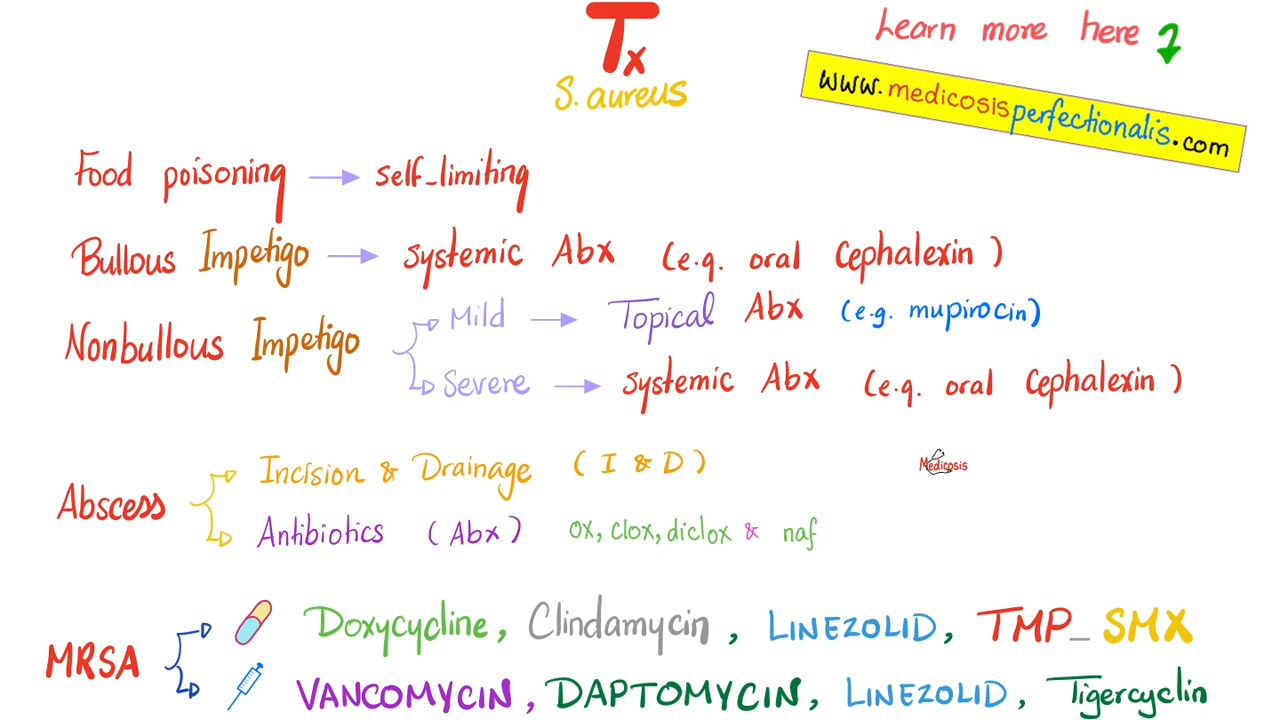 Tx
S. aureus
Learn more here
www.medicosisperfectionalis.com
Food poisoning → self-limiting
Bullous Impetigo → systemic Abx (e.g. oral Cephalexin)
Nonbullous Impetigo
Mild → Topical Abx (e.g. mupirocin)
Severe → systemic Abx (e.g. oral Cephalexin)
Abscess
Incision & Drainage (I & D)
Medicosis
Antibiotics (Abx) ox, clox, diclox & naf
MRSA
Doxycycline, Clindamycin, LINEZOLID, TMP_SMX
VANCOMYCIN, DAPTOMYCIN, LINEZOLID, Tigercyclin